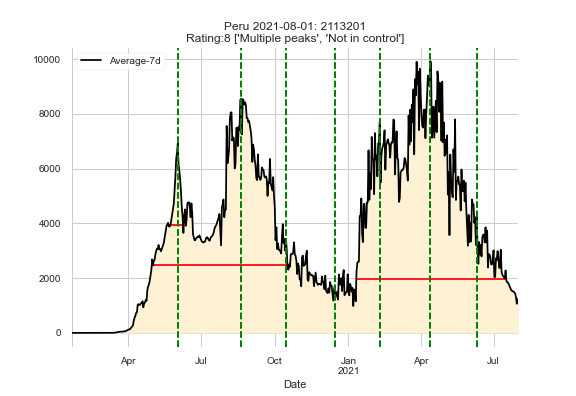 Peru 2021-08-01: 2113201
Rating:8 ['Multiple peaks', 'Not in control']
Average-7d
10000
8000
6000
4000
2000
0
Apr
Jul
Oct
Jan
2021
Apr
Jul
Date